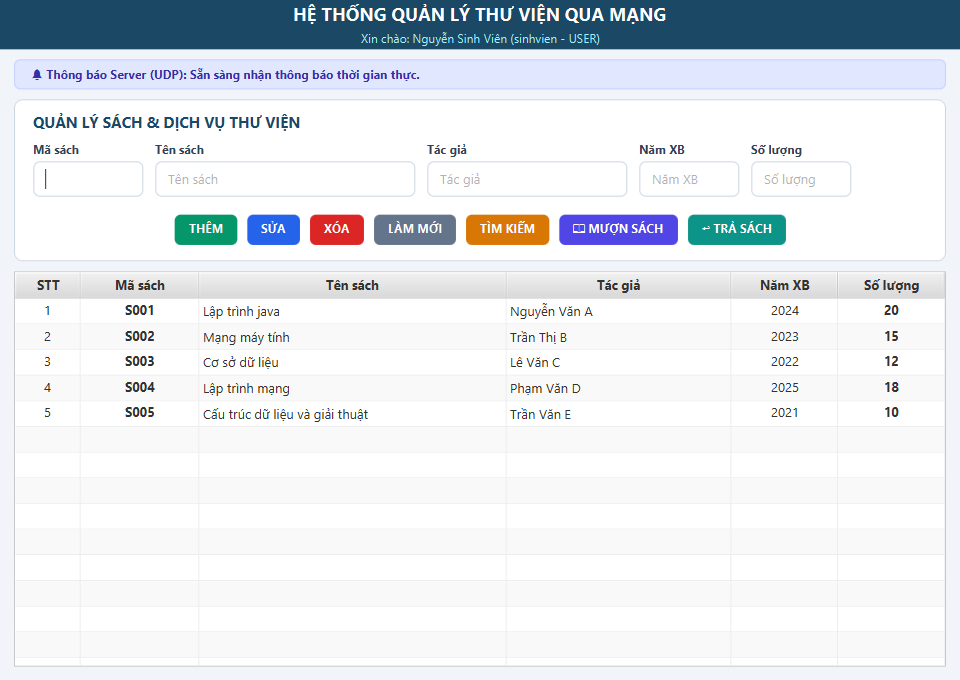 HỆ THỐNG QUẢN LÝ THƯ VIỆN QUA MẠNG
Xin chào: Nguyễn Sinh Viên (sinhvien - USER)
🔔 Thông báo Server (UDP): Sẵn sàng nhận thông báo thời gian thực.
QUẢN LÝ SÁCH & DỊCH VỤ THƯ VIỆN
Mã sách Tên sách Tác giả Năm XB Số lượng
Tên sách Tác giả Năm XB Số lượng
THÊM SỬA XÓA LÀM MỚI TÌM KIẾM MƯỢN SÁCH TRẢ SÁCH
STT Mã sách Tên sách Tác giả Năm XB Số lượng
1 S001 Lập trình java Nguyễn Văn A 2024 20
2 S002 Mạng máy tính Trần Thị B 2023 15
3 S003 Cơ sở dữ liệu Lê Văn C 2022 12
4 S004 Lập trình mạng Phạm Văn D 2025 18
5 S005 Cấu trúc dữ liệu và giải thuật Trần Văn E 2021 10